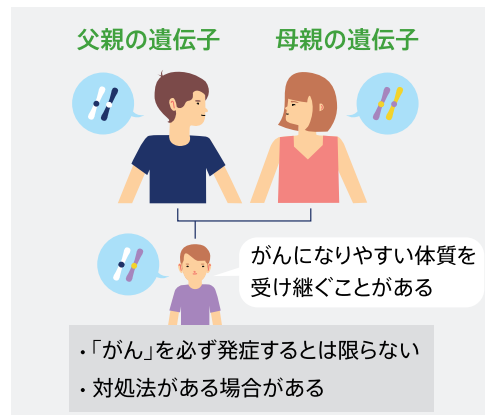 父親の遺伝子
母親の遺伝子
がんになりやすい体質を
受け継ぐことがある
・「がん」を必ず発症するとは限らない
・対処法がある場合がある